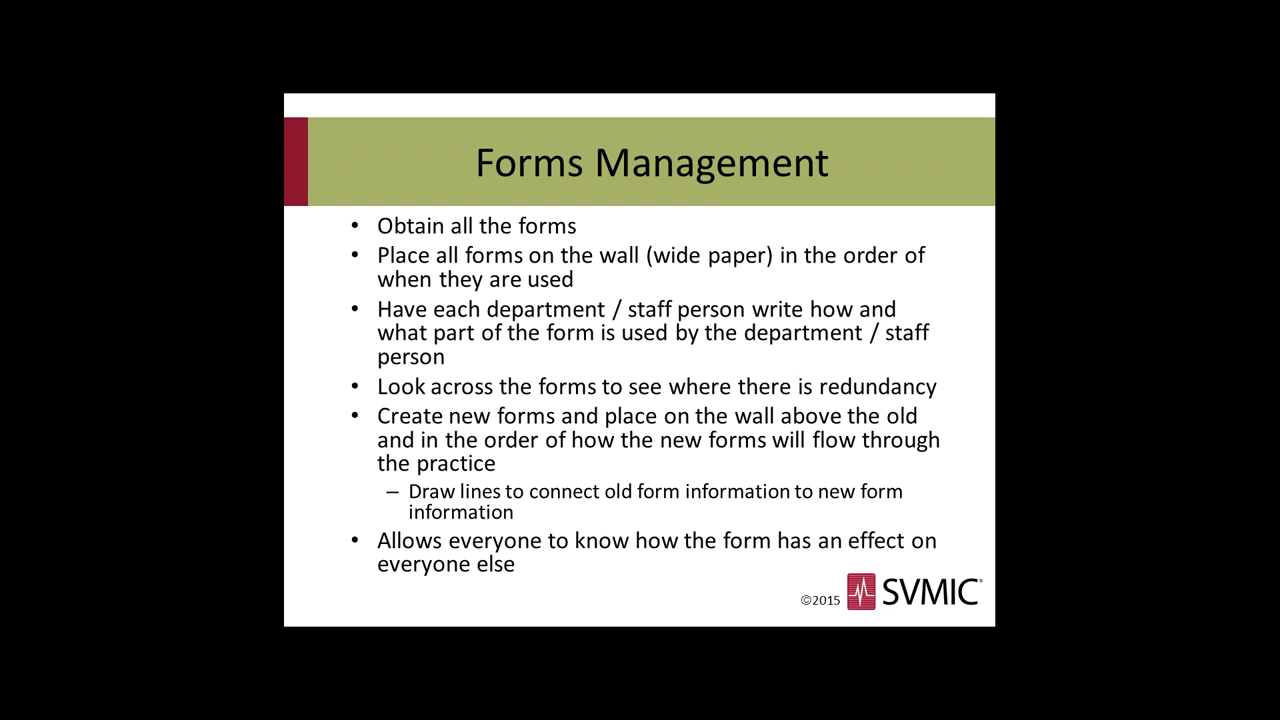 Forms Management
• Obtain all the forms
• Place all forms on the wall (wide paper) in the order of
when they are used
• Have each department / staff person write how and
what part of the form is used by the department / staff
person
• Look across the forms to see where there is redundancy
• Create new forms and place on the wall above the old
and in the order of how the new forms will flow through
the practice
– Draw lines to connect old form information to new form
information
• Allows everyone to know how the form has an effect on
everyone else
©2015 SVMIC®